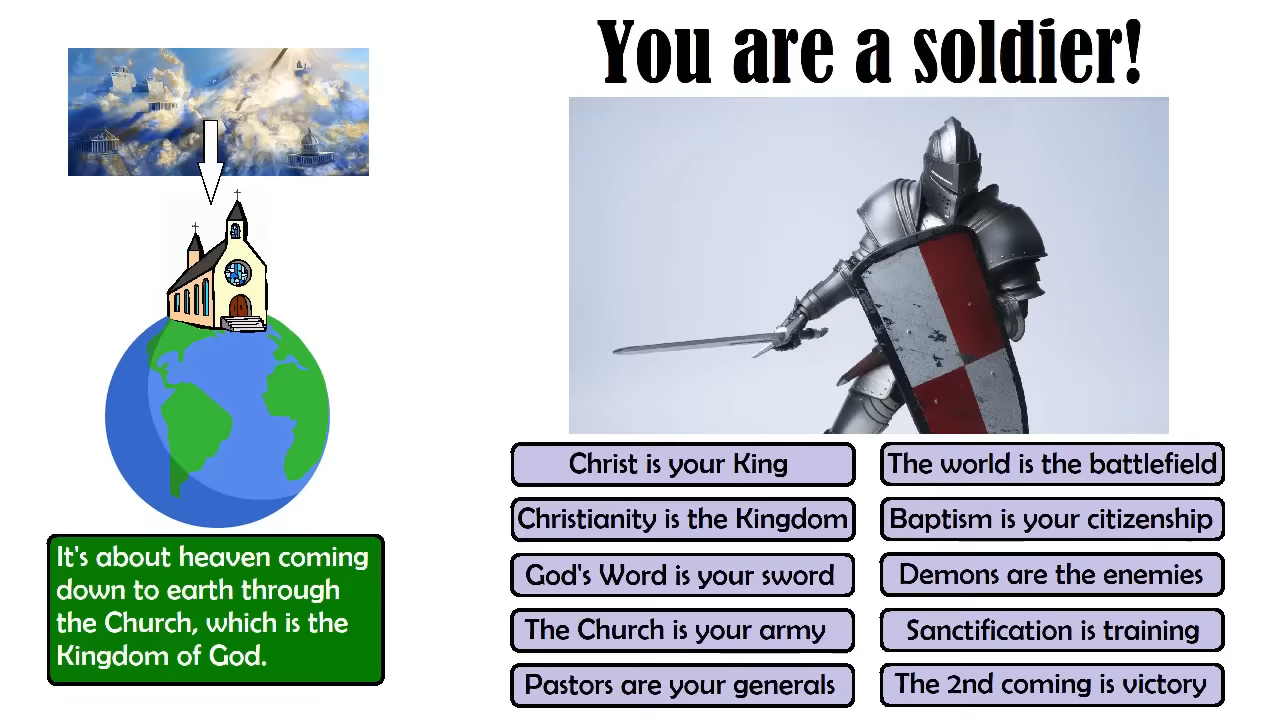 You are a soldier!
It's about heaven coming
down to earth through
the Church, which is the
Kingdom of God.
Christ is your King
Christianity is the Kingdom
God's Word is your sword
The Church is your army
Pastors are your generals
The world is the battlefield
Baptism is your citizenship
Demons are the enemies
Sanctification is training
The 2nd coming is victory